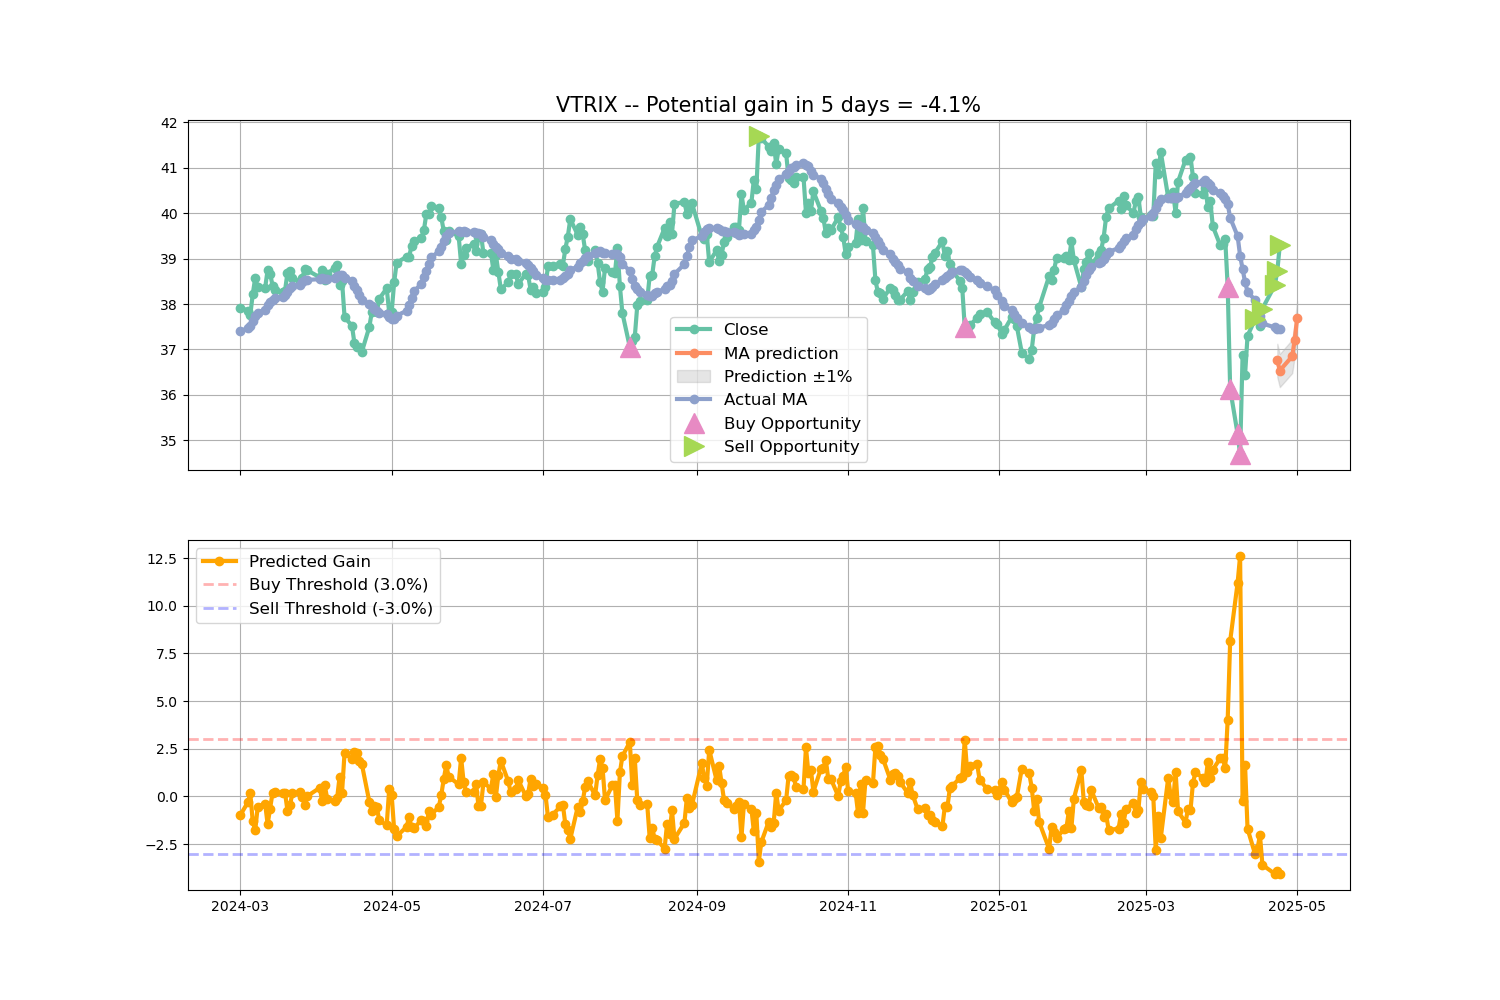 VTRIX -- Potential gain in 5 days = -4.1%
42
41
40
39
38
37
36
35
Close
MA prediction
Prediction ±1%
Actual MA
Buy Opportunity
Sell Opportunity
12.5
10.0
7.5
5.0
2.5
0.0
−2.5
Predicted Gain
Buy Threshold (3.0%)
Sell Threshold (-3.0%)
2024-03
2024-05
2024-07
2024-09
2024-11
2025-01
2025-03
2025-05